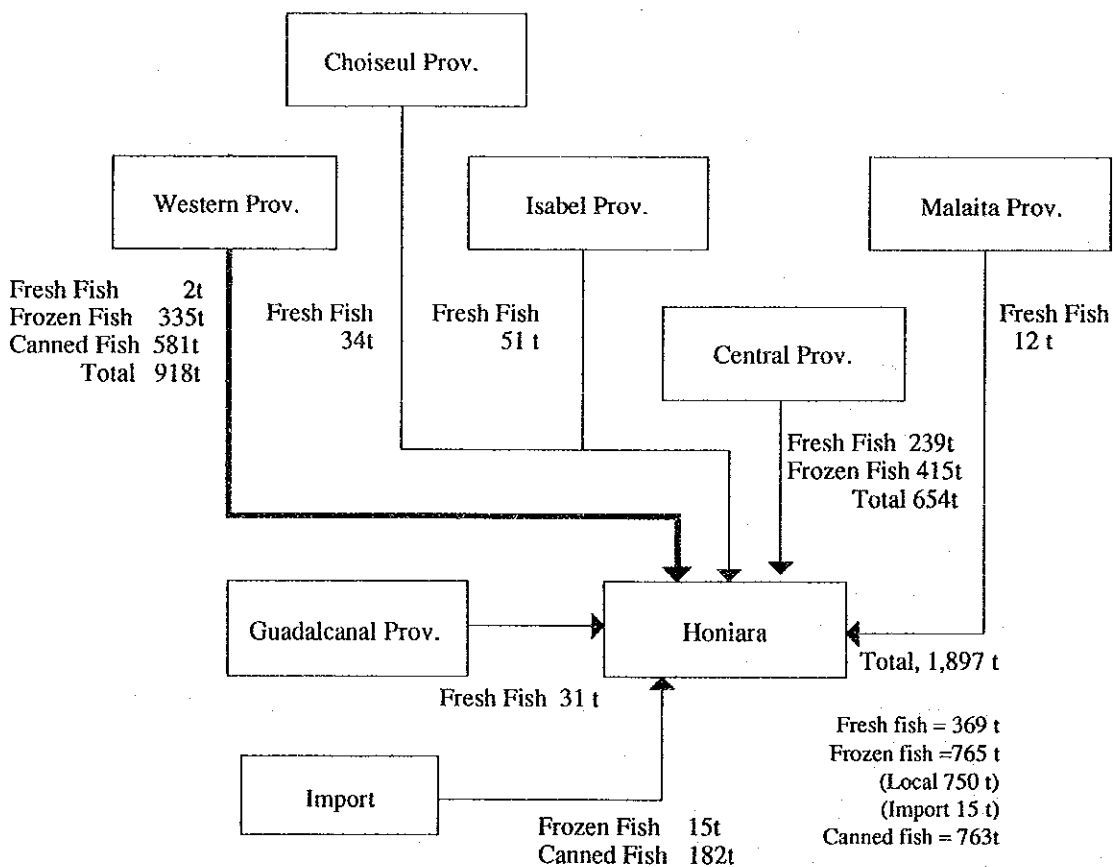 Choiseul Prov.
Western Prov.
Isabel Prov.
Malaita Prov.
Fresh Fish 2t
Frozen Fish 335t
Canned Fish 581t
Total 918t
Fresh Fish
34t
Fresh Fish
51 t
Central Prov.
Fresh Fish
12 t
Fresh Fish 239t
Frozen Fish 415t
Total 654t
Guadalcanal Prov.
Honiara
Fresh Fish 31 t
Total, 1,897 t
Import
Frozen Fish 15t
Canned Fish 182t
Fresh fish = 369 t
Frozen fish =765 t
(Local 750 t)
(Import 15 t)
Canned fish = 763t